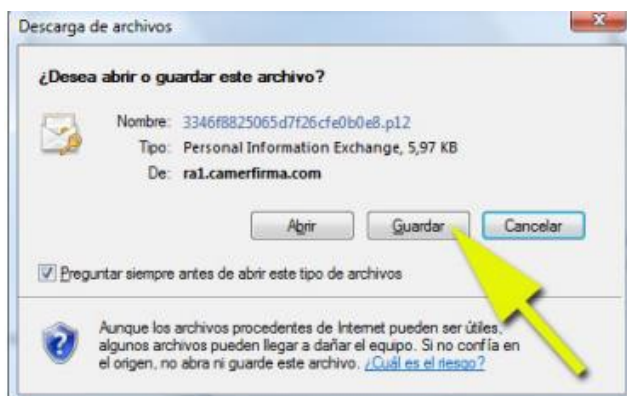 Descarga de archivos
¿Desea abrir o guardar este archivo?
Nombre: 3346f8825065d7f26cfe0b0e8.p12
Tipo: Personal Information Exchange, 5,97 KB
De: ra1.camerfirma.com
Abrir Guardar Cancelar
Preguntar siempre antes de abrir este tipo de archivos
Aunque los archivos procedentes de Internet pueden ser útiles,
algunos archivos pueden llegar a dañar el equipo. Si no confía en
el origen, no abra ni guarde este archivo. ¿Cuál es el riesgo?